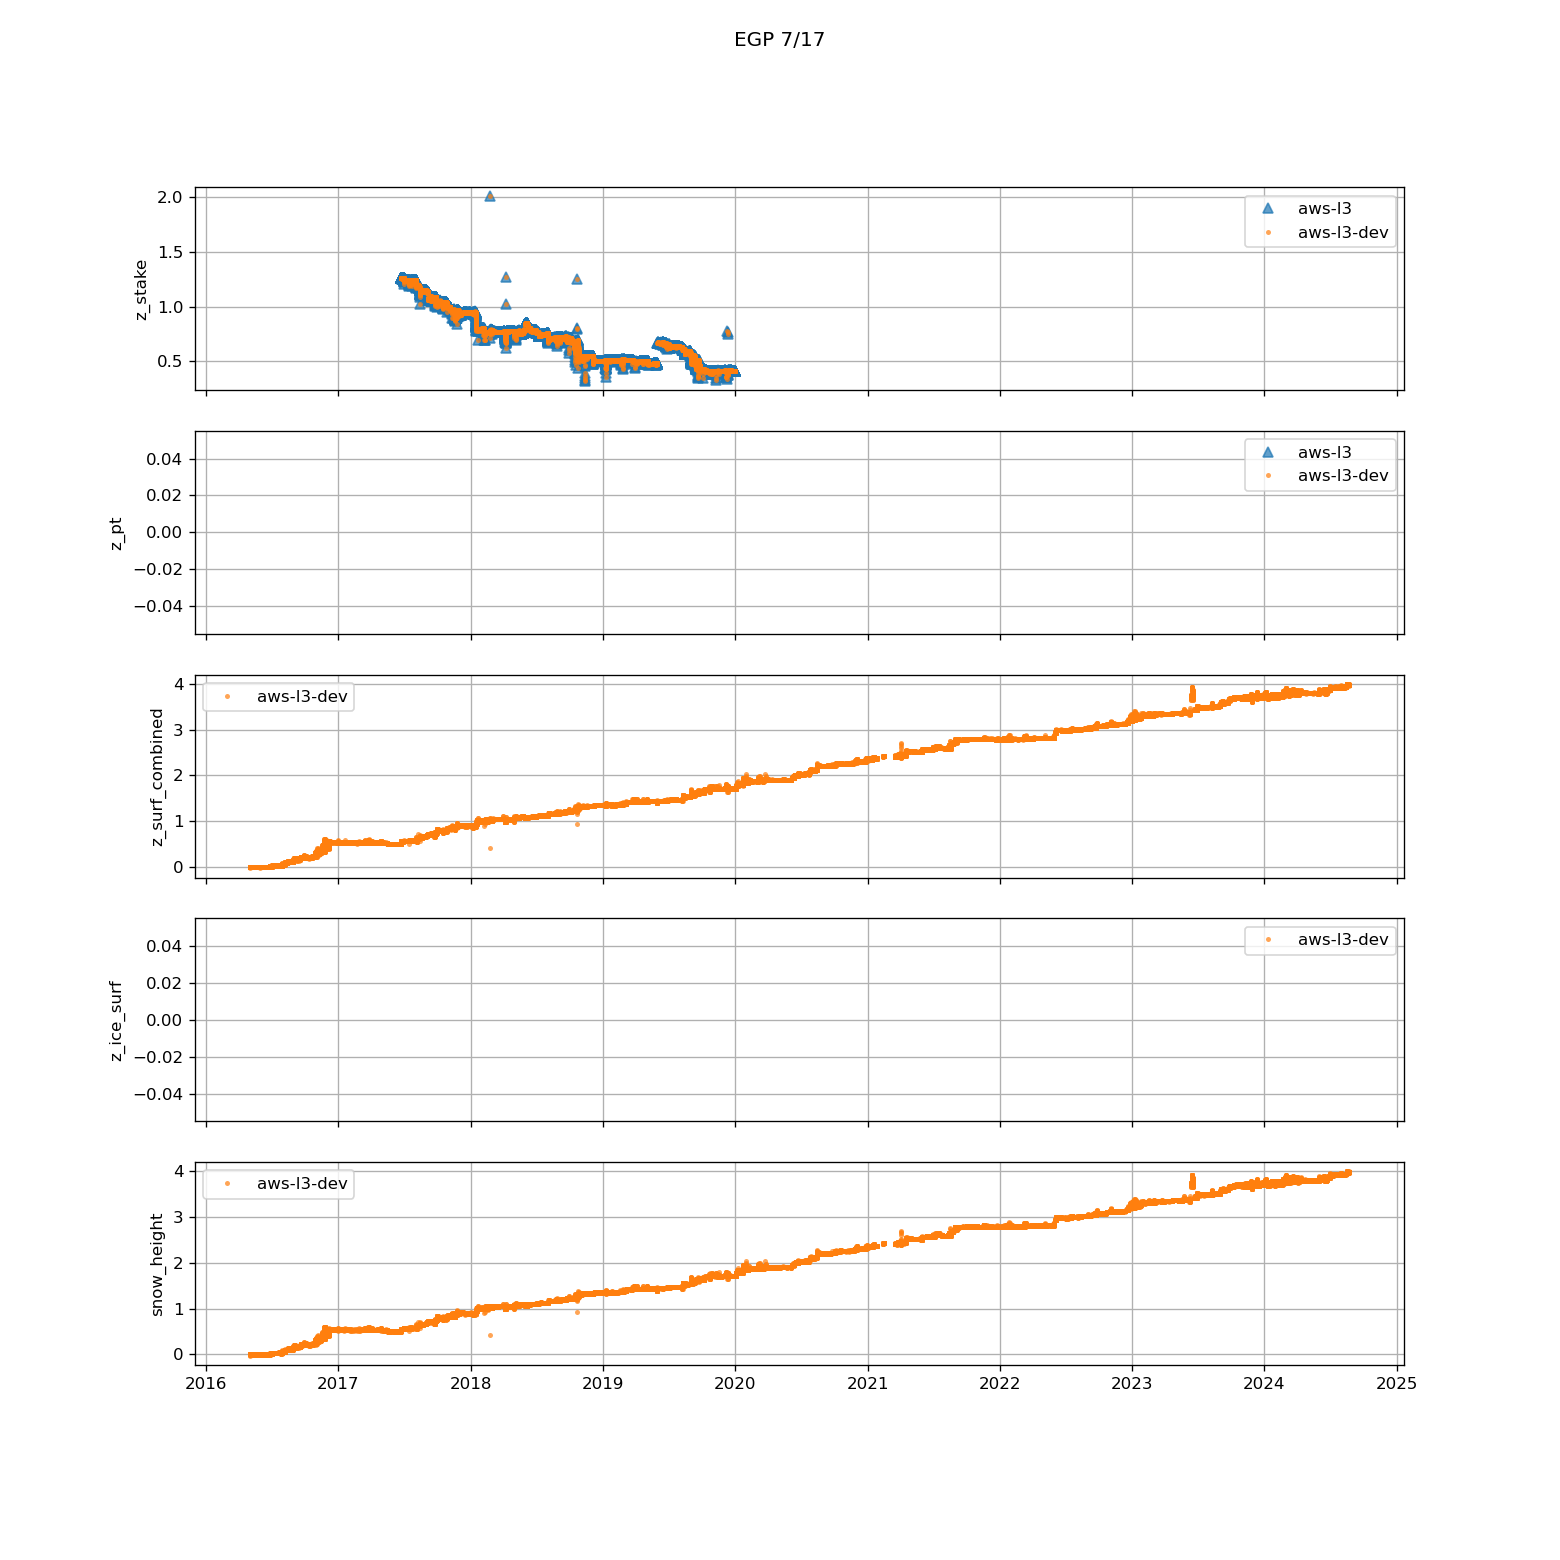 EGP 7/17
2.0
1.5
1.0
0.5
z_stake
aws-l3
aws-l3-dev
0.04
0.02
0.00
−0.02
−0.04
z_pt
aws-l3
aws-l3-dev
4
3
2
1
0
z_surf_combined
aws-l3-dev
0.04
0.02
0.00
−0.02
−0.04
z_ice_surf
aws-l3-dev
4
3
2
1
0
snow_height
aws-l3-dev
2016 2017 2018 2019 2020 2021 2022 2023 2024 2025